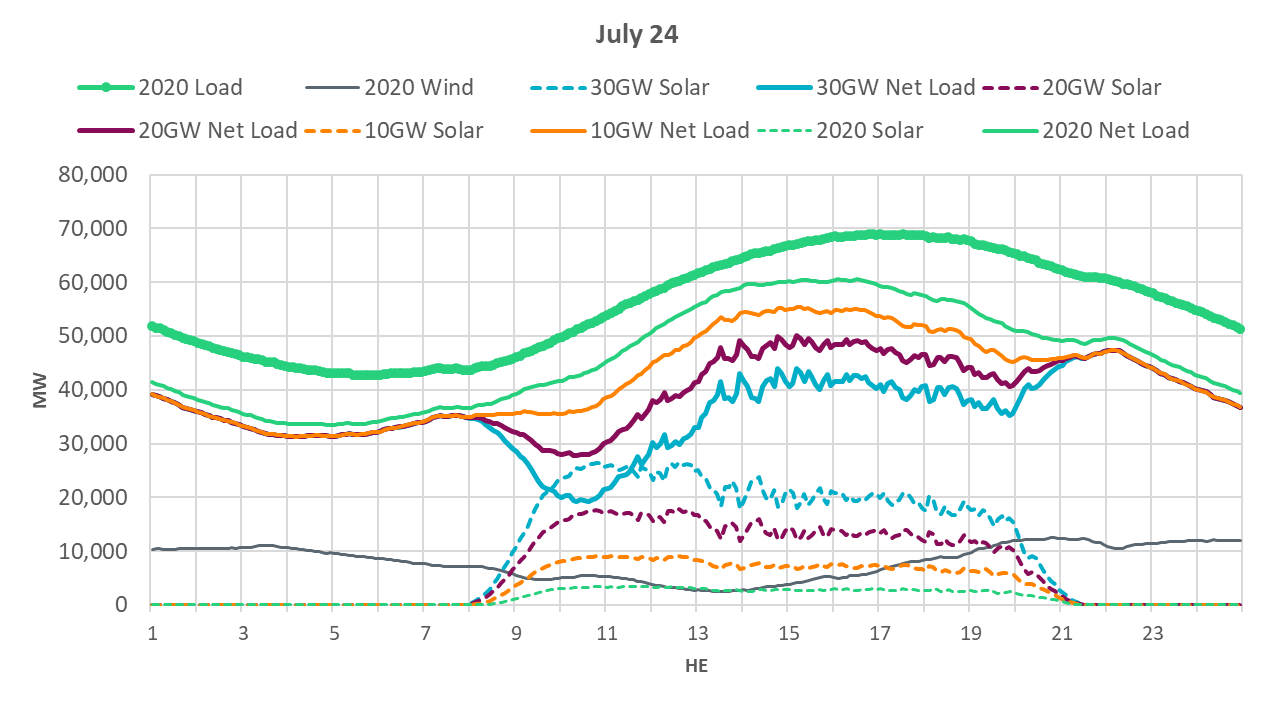 July 24
2020 Load 2020 Wind 30GW Solar 30GW Net Load 20GW Solar
20GW Net Load 10GW Solar 10GW Net Load 2020 Solar 2020 Net Load
80,000
70,000
60,000
50,000
40,000
30,000
20,000
10,000
0
MW
1 3 5 7 9 11 13 15 17 19 21 23
HE